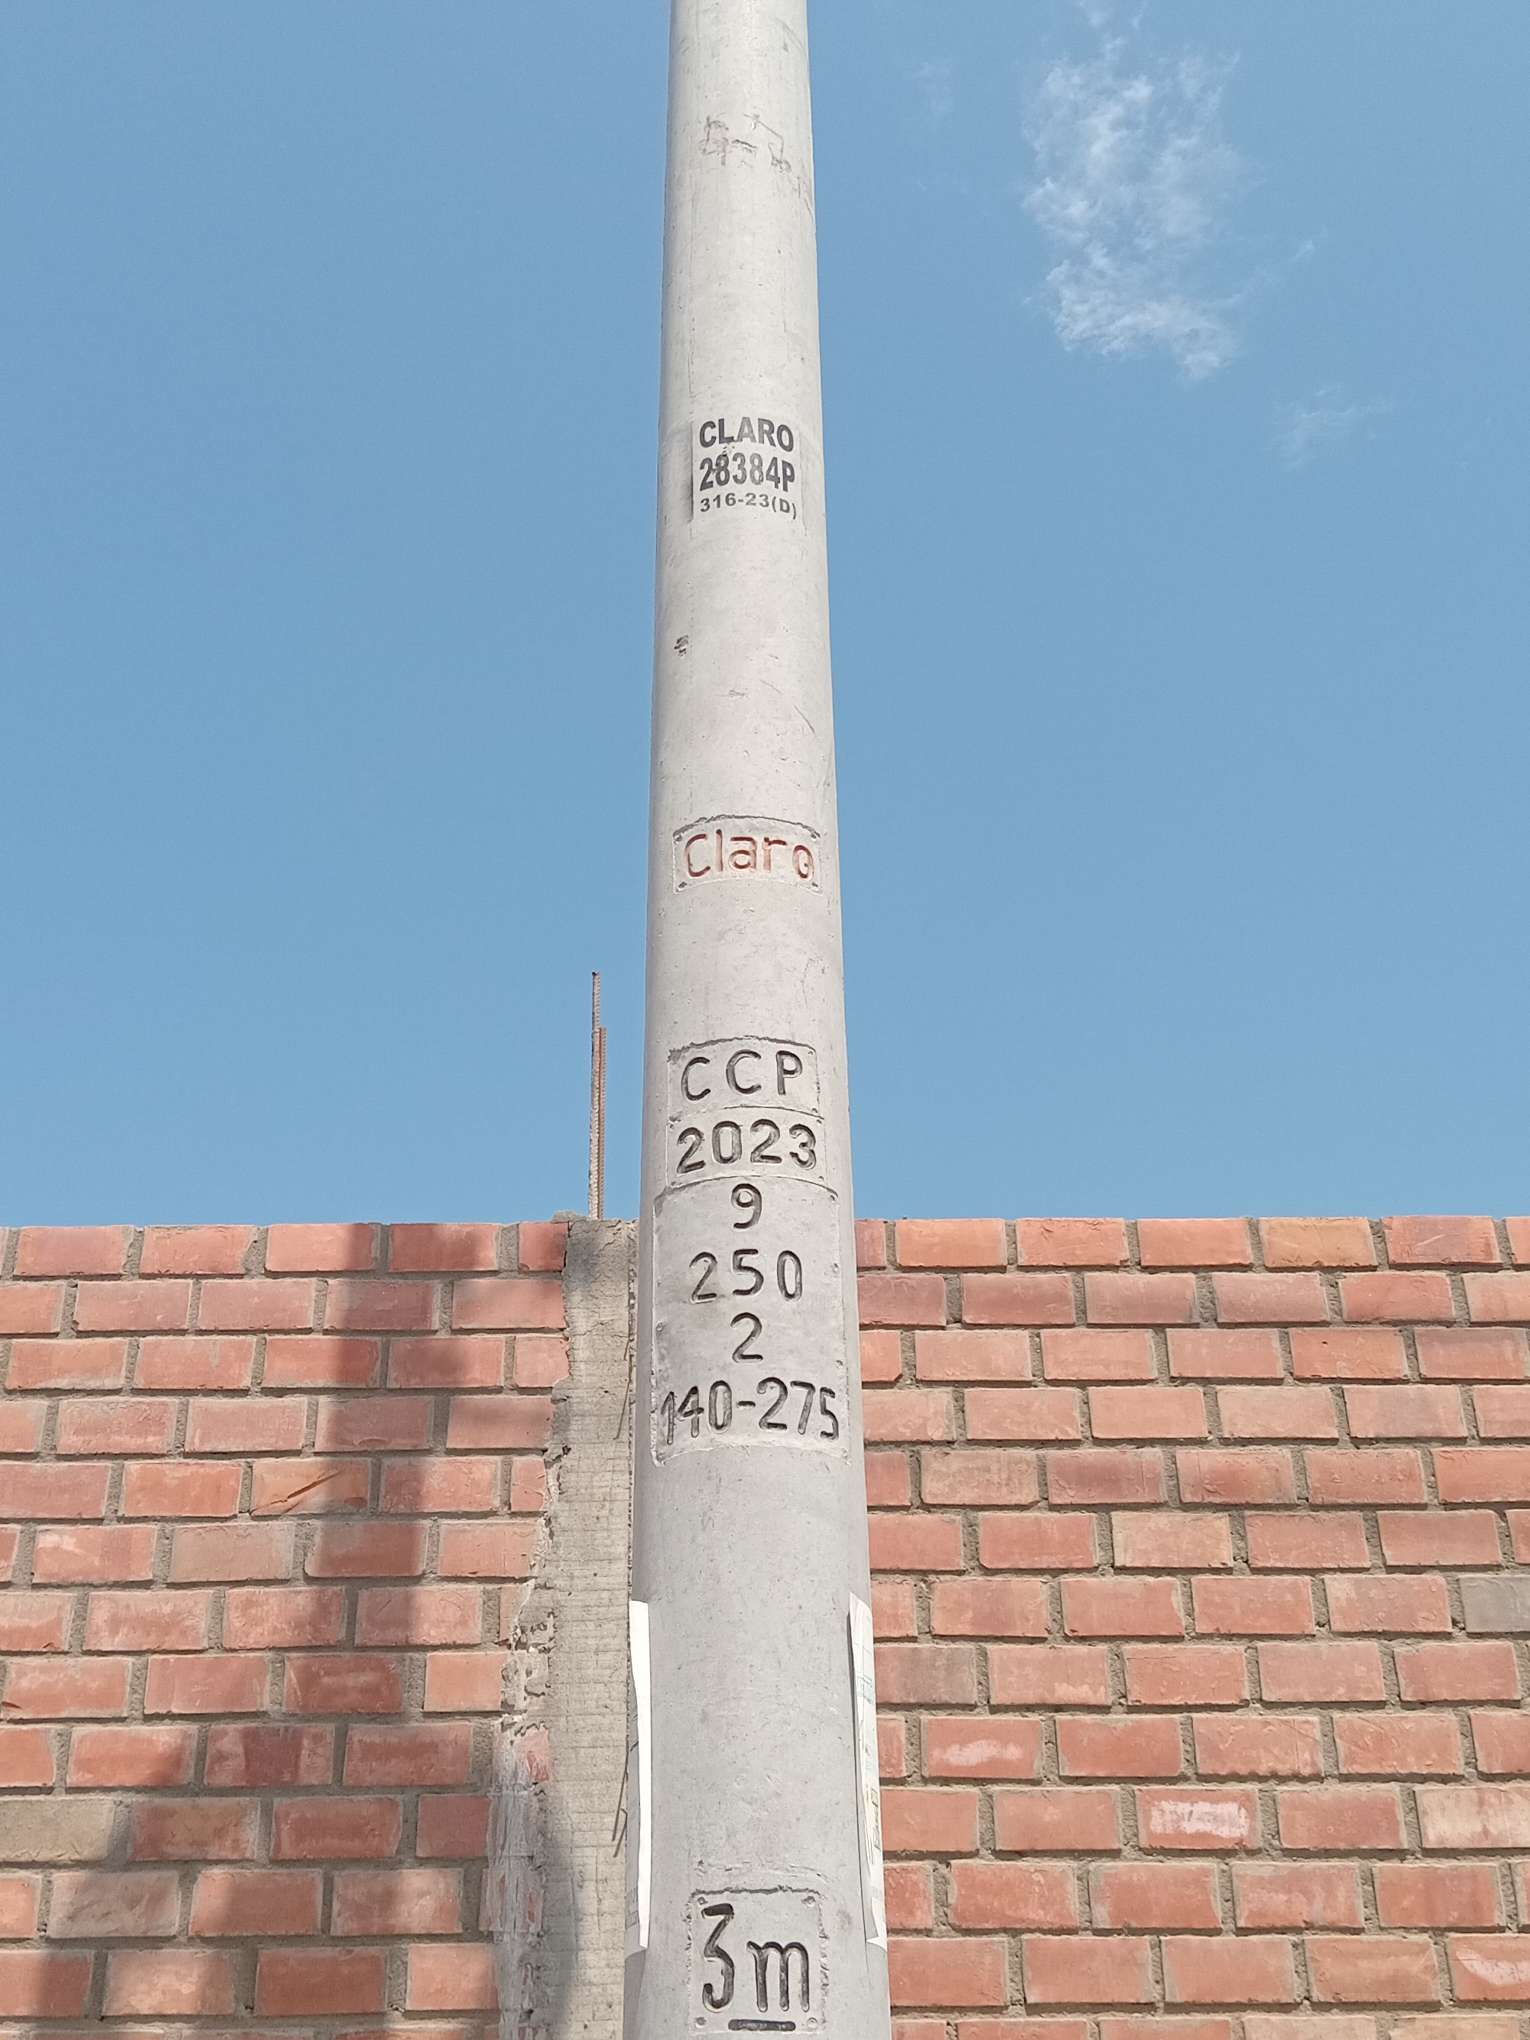 CLARO
28384P
316-23(D)
Claro
CCP
2023
9
250
2
140-275
3m